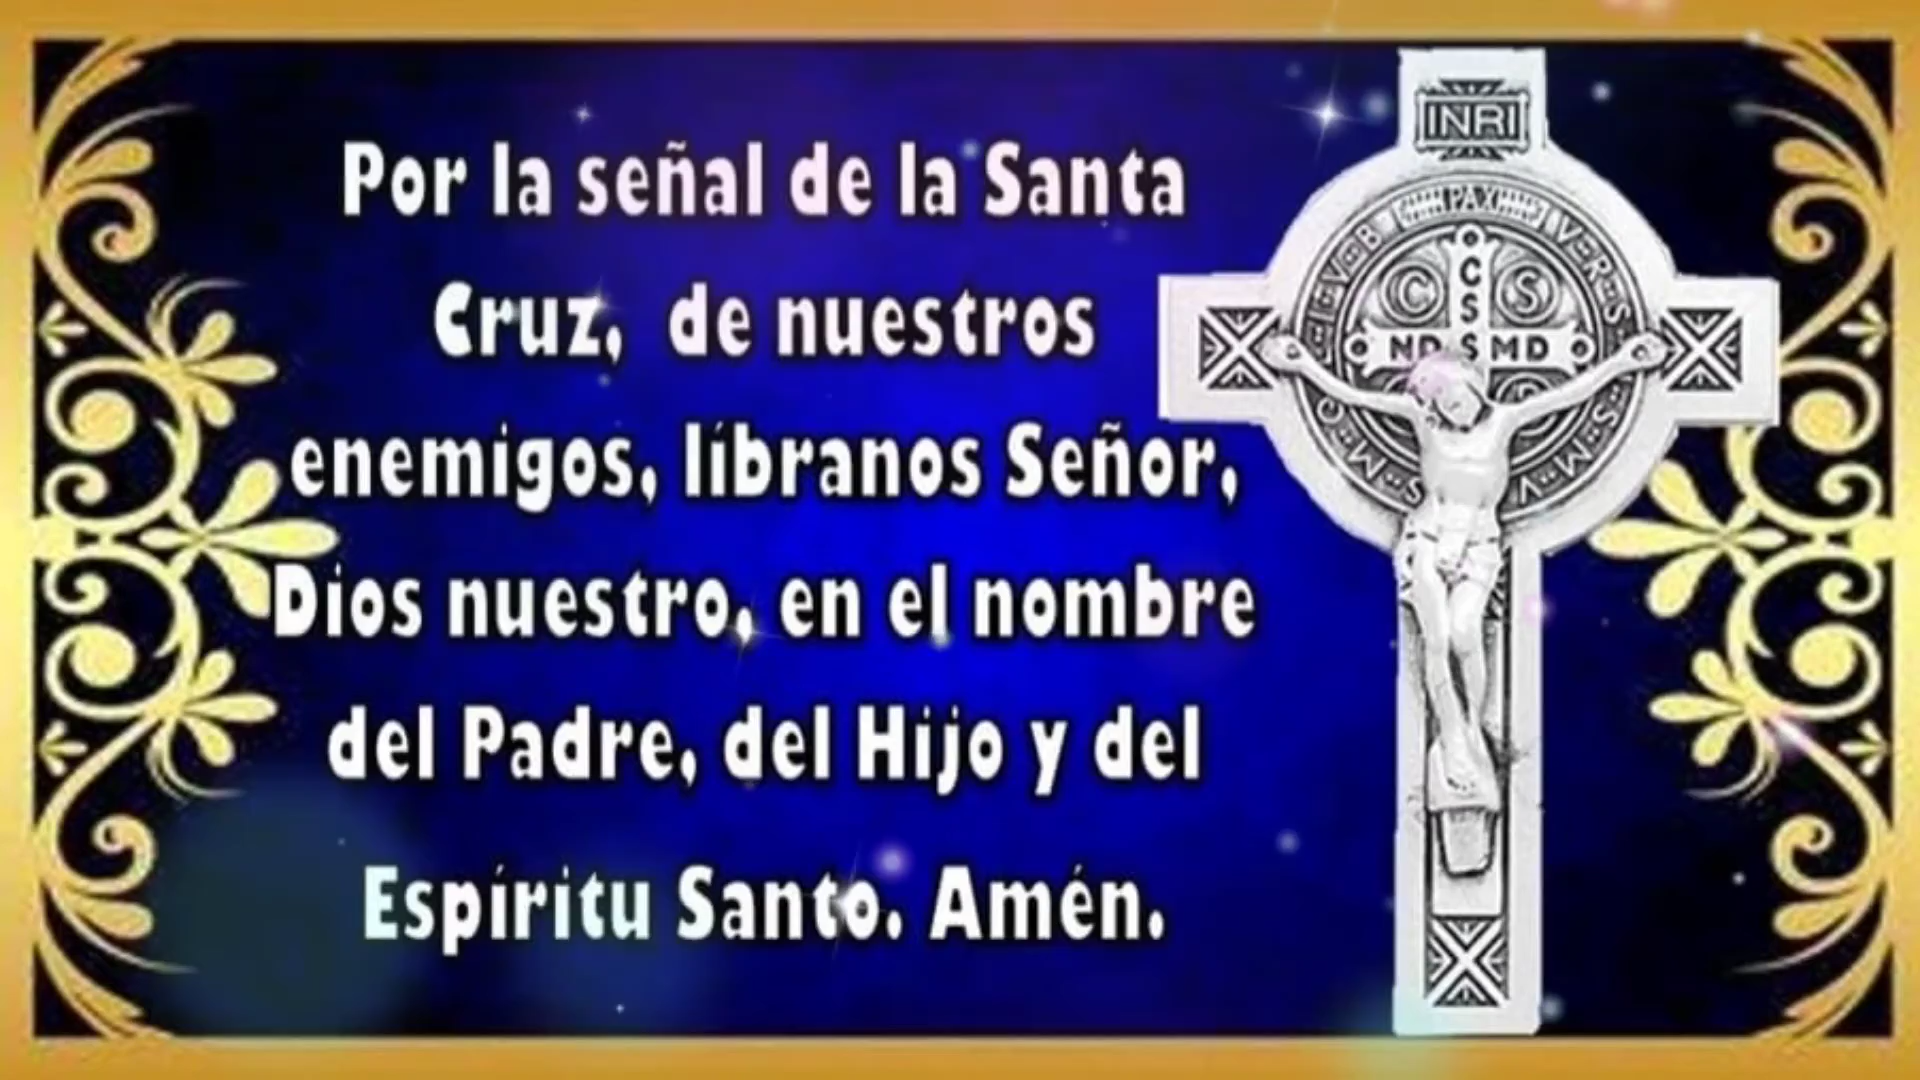 Por la señal de la Santa
Cruz, de nuestros
enemigos, líbranos Señor,
Dios nuestro, en el nombre
del Padre, del Hijo y del
Espíritu Santo. Amén.
INRI
PAX
C S
C
S
S
ND MD